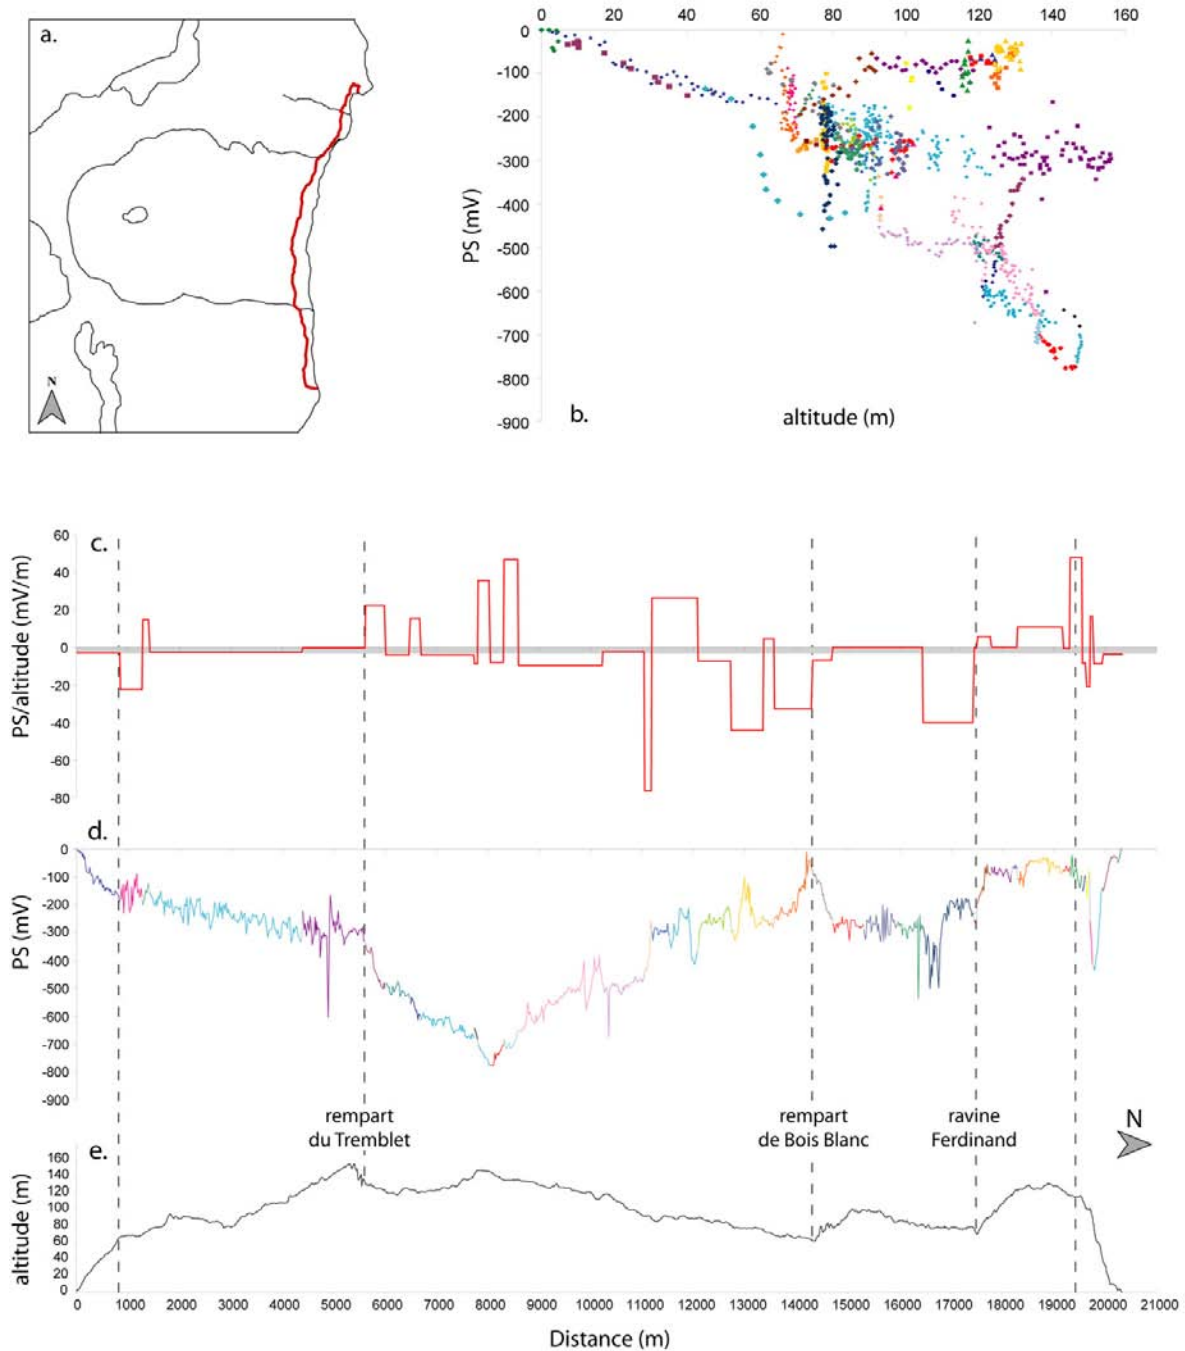 a.
N
0 20 40 60 80 100 120 140 160
0
-100
-200
-300
-400
-500
-600
-700
-800
-900
PS (mV)
b.
altitude (m)
c.
60
40
20
0
-20
-40
-60
-80
PS/altitude (mV/m)
d.
0
-100
-200
-300
-400
-500
-600
-700
-800
-900
PS (mV)
rempart
du Tremblet
rempart
de Bois Blanc
ravine
Ferdinand
N
e.
160
140
120
100
80
60
40
20
0
altitude (m)
0 1000 2000 3000 4000 5000 6000 7000 8000 9000 10000 11000 12000 13000 14000 15000 16000 17000 18000 19000 20000 21000
Distance (m)